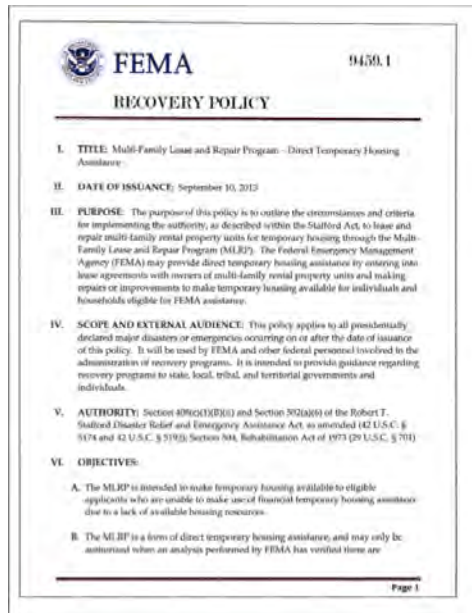 FEMA
9459.1
RECOVERY POLICY
I. TITLE: Multi-Family Lease and Repair Program – Direct Temporary Housing
Assistance
II. DATE OF ISSUANCE: September 10, 2013
III. PURPOSE: The purpose of this policy is to outline the circumstances and criteria
for implementing the authority, as described within the Stafford Act, to lease and
repair multi-family rental property units for temporary housing through the Multi-
Family Lease and Repair Program (MLRP). The Federal Emergency Management
Agency (FEMA) may provide direct temporary housing assistance by entering into
lease agreements with owners of multi-family rental property units and making
repairs or improvements to make temporary housing available for individuals and
households eligible for FEMA assistance.
IV. SCOPE AND EXTERNAL AUDIENCE: This policy applies to all presidentially
declared major disasters or emergencies occurring on or after the date of issuance
of this policy. It will be used by FEMA and other federal personnel involved in the
administration of recovery programs. It is intended to provide guidance regarding
recovery programs to state, local, tribal, and territorial governments and
individuals.
V. AUTHORITY: Section 408(c)(1)(B)(ii) and Section 502(a)(6) of the Robert T.
Stafford Disaster Relief and Emergency Assistance Act, as amended (42 U.S.C. §
5174 and 42 U.S.C. § 5192); Section 504, Rehabilitation Act of 1973 (29 U.S.C. § 701)
VI. OBJECTIVES:
A. The MLRP is intended to make temporary housing available to eligible
applicants who are unable to make use of financial temporary housing assistance
due to a lack of available housing resources.
B. The MLRP is a form of direct temporary housing assistance, and may only be
authorized when an analysis performed by FEMA has verified there are
Page 1